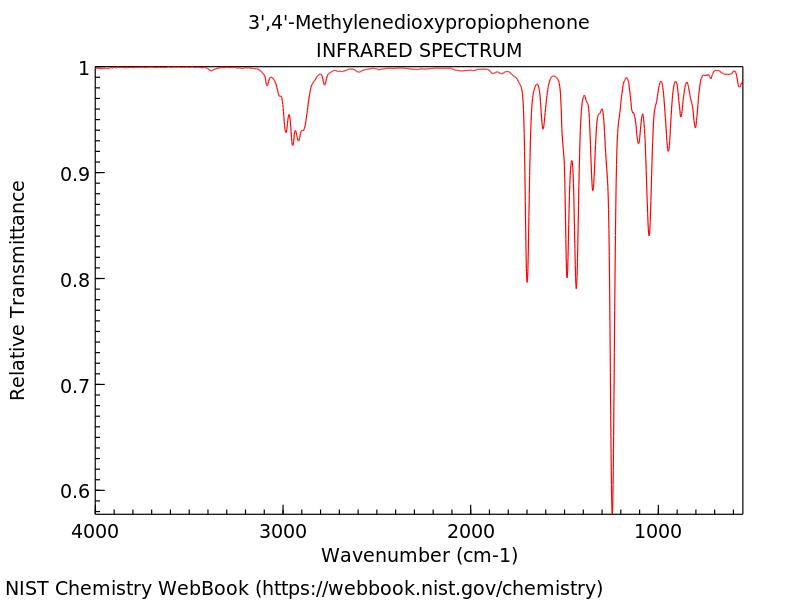 3',4'-Methylenedioxypropiophenone
INFRARED SPECTRUM
1
0.9
0.8
0.7
0.6
Relative Transmittance
4000 3000 2000 1000
Wavenumber (cm-1)
NIST Chemistry WebBook (https://webbook.nist.gov/chemistry)